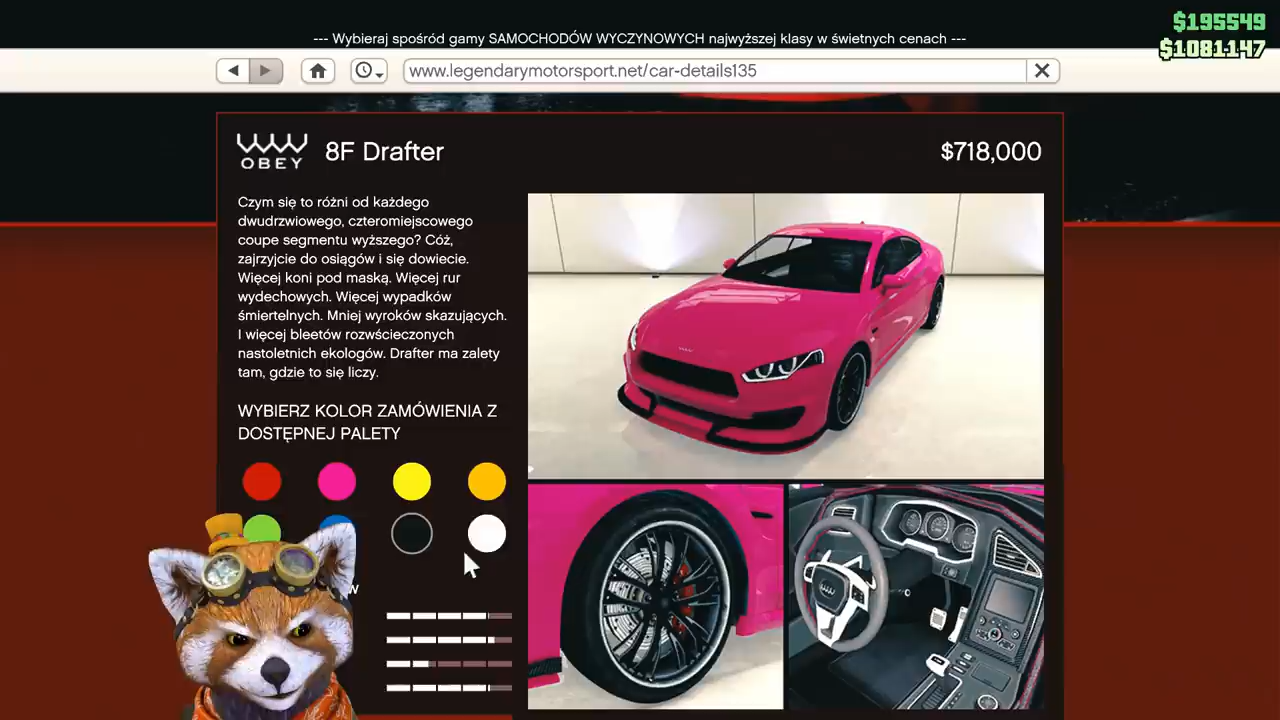 $195549
$1081147
--- Wybieraj spośród gamy SAMOCHODÓW WYCZYNOWYCH najwyższej klasy w świetnych cenach ---
www.legendarymotorsport.net/car-details135
OBEY
8F Drafter
$718,000
Czym się to różni od każdego
dwudrzwiowego, czteromiejscowego
coupe segmentu wyższego? Cóż,
zajrzyjcie do osiągów i się dowiecie.
Więcej koni pod maską. Więcej rur
wydechowych. Więcej wypadków
śmiertelnych. Mniej wyroków skazujących.
I więcej bleetów rozwścieczonych
nastoletnich ekologów. Drafter ma zalety
tam, gdzie to się liczy.
WYBIERZ KOLOR ZAMÓWIENIA Z
DOSTĘPNEJ PALETY